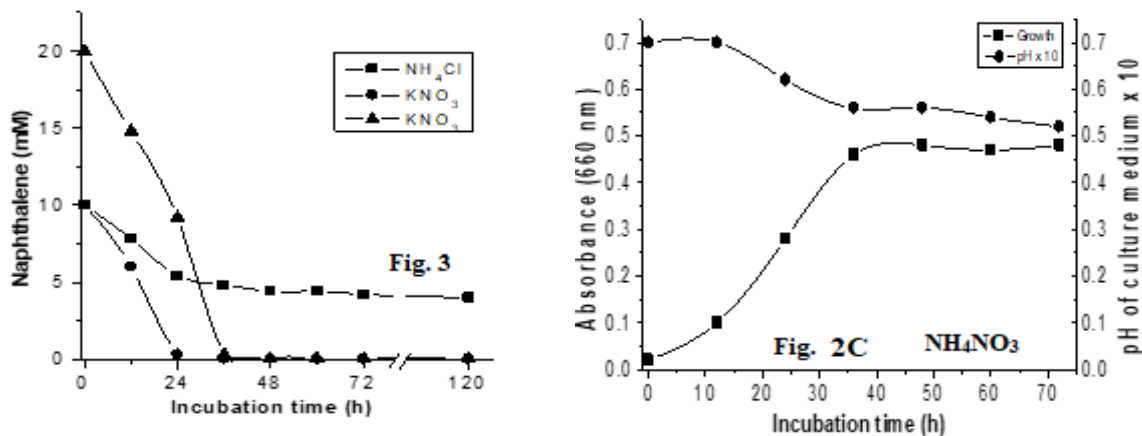 20
15
10
5
0
Naphthalene (mM)
NH4Cl
KNO3
KNO3
Fig. 3
0 24 48 72 120
Incubation time (h)
0.7
0.6
0.5
0.4
0.3
0.2
0.1
0.0
Absorbance (660 nm)
Growth
pH x 10
Fig. 2C NH4NO3
0.7
0.6
0.5
0.4
0.3
0.2
0.1
0.0
pH of culture medium x 10
0 10 20 30 40 50 60 70
Incubation time (h)